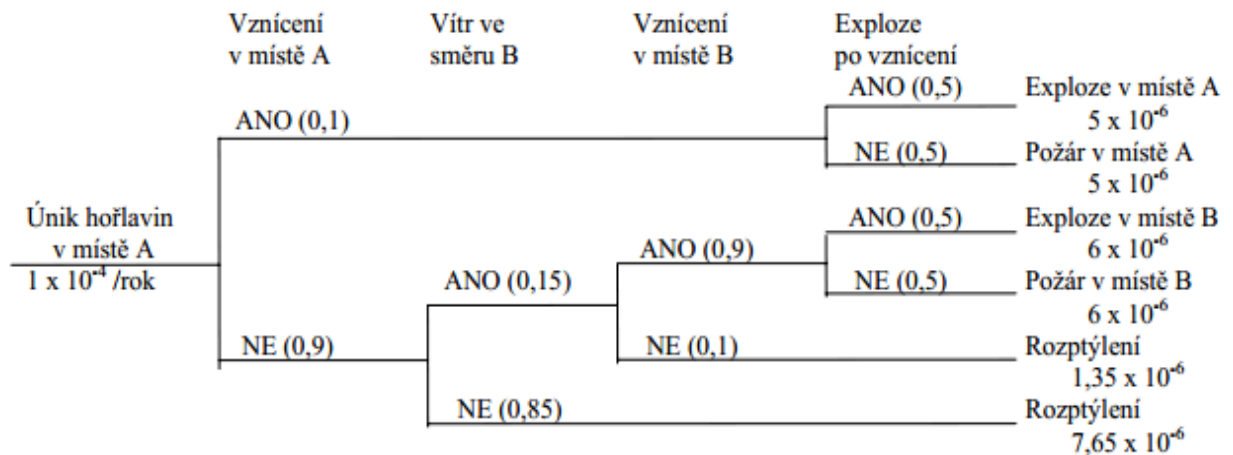 Vznícení
v místě A
Vítr ve
směru B
Vznícení
v místě B
Exploze
po vznícení
ANO (0,1)
ANO (0,5)
Exploze v místě A
5 x 10⁻⁶
NE (0,5)
Požár v místě A
5 x 10⁻⁶
Únik hořlavin
v místě A
1 x 10⁻⁴ /rok
NE (0,9)
ANO (0,15)
ANO (0,9)
ANO (0,5)
Exploze v místě B
6 x 10⁻⁶
NE (0,5)
Požár v místě B
6 x 10⁻⁶
NE (0,1)
Rozptýlení
1,35 x 10⁻⁶
NE (0,85)
Rozptýlení
7,65 x 10⁻⁶